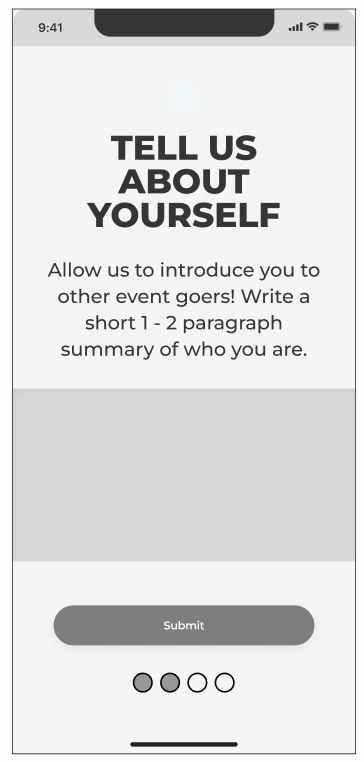 9:41
TELL US
ABOUT
YOURSELF
Allow us to introduce you to
other event goers! Write a
short 1 - 2 paragraph
summary of who you are.
Submit